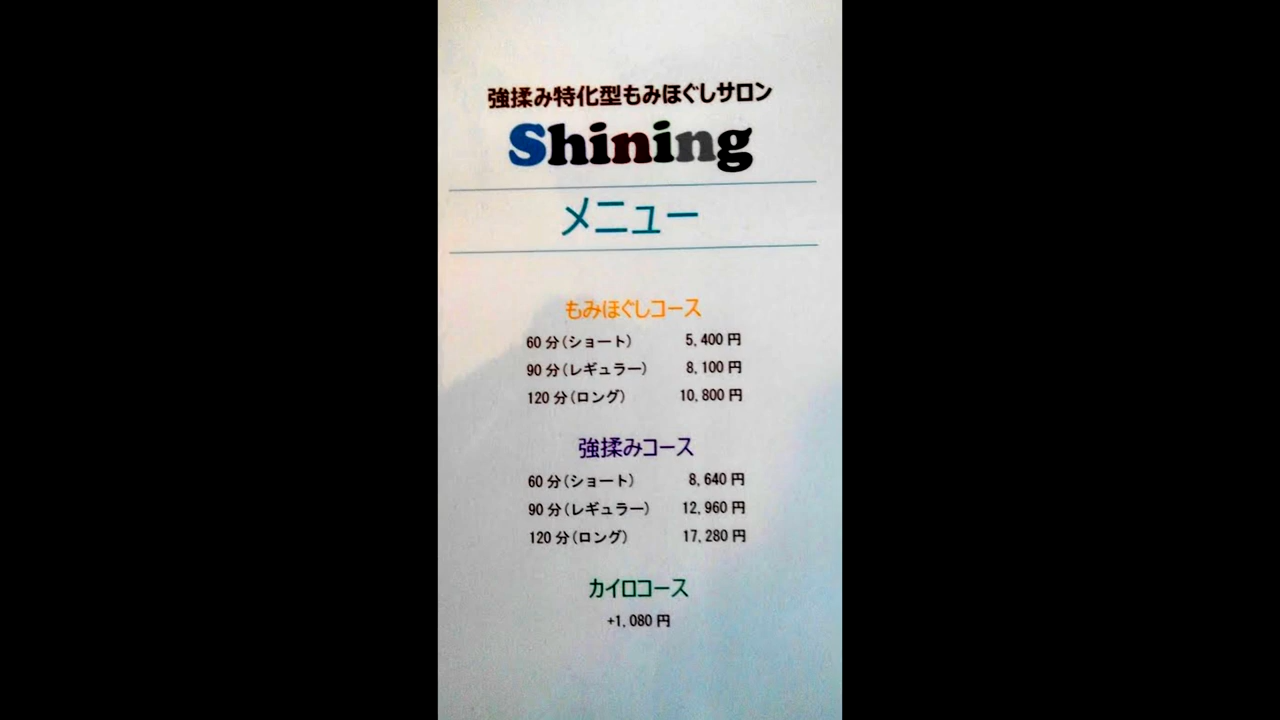 強揉み特化型もみほぐしサロン
Shining
メニュー
もみほぐしコース
60分(ショート) 5,400円
90分(レギュラー) 8,100円
120分(ロング) 10,800円
強揉みコース
60分(ショート) 8,640円
90分(レギュラー) 12,960円
120分(ロング) 17,280円
カイロコース
+1,080円